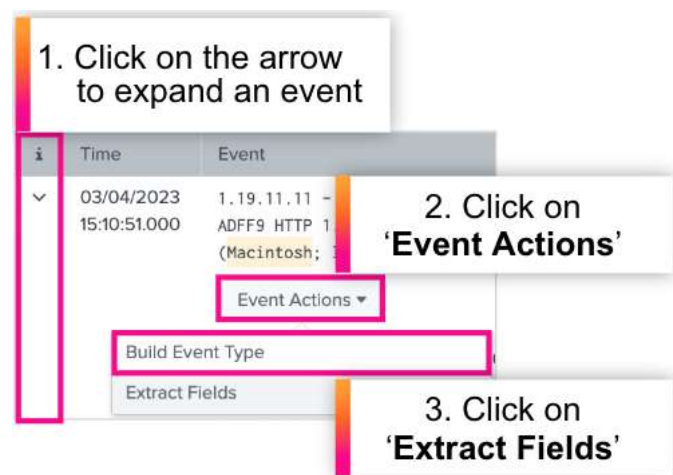 1. Click on the arrow
to expand an event
i Time Event
03/04/2023 1.19.11.11 -
15:10:51.000 ADFF9 HTTP 1
(Macintosh;
2. Click on
‘Event Actions’
Event Actions
Build Event Type
Extract Fields
3. Click on
‘Extract Fields’